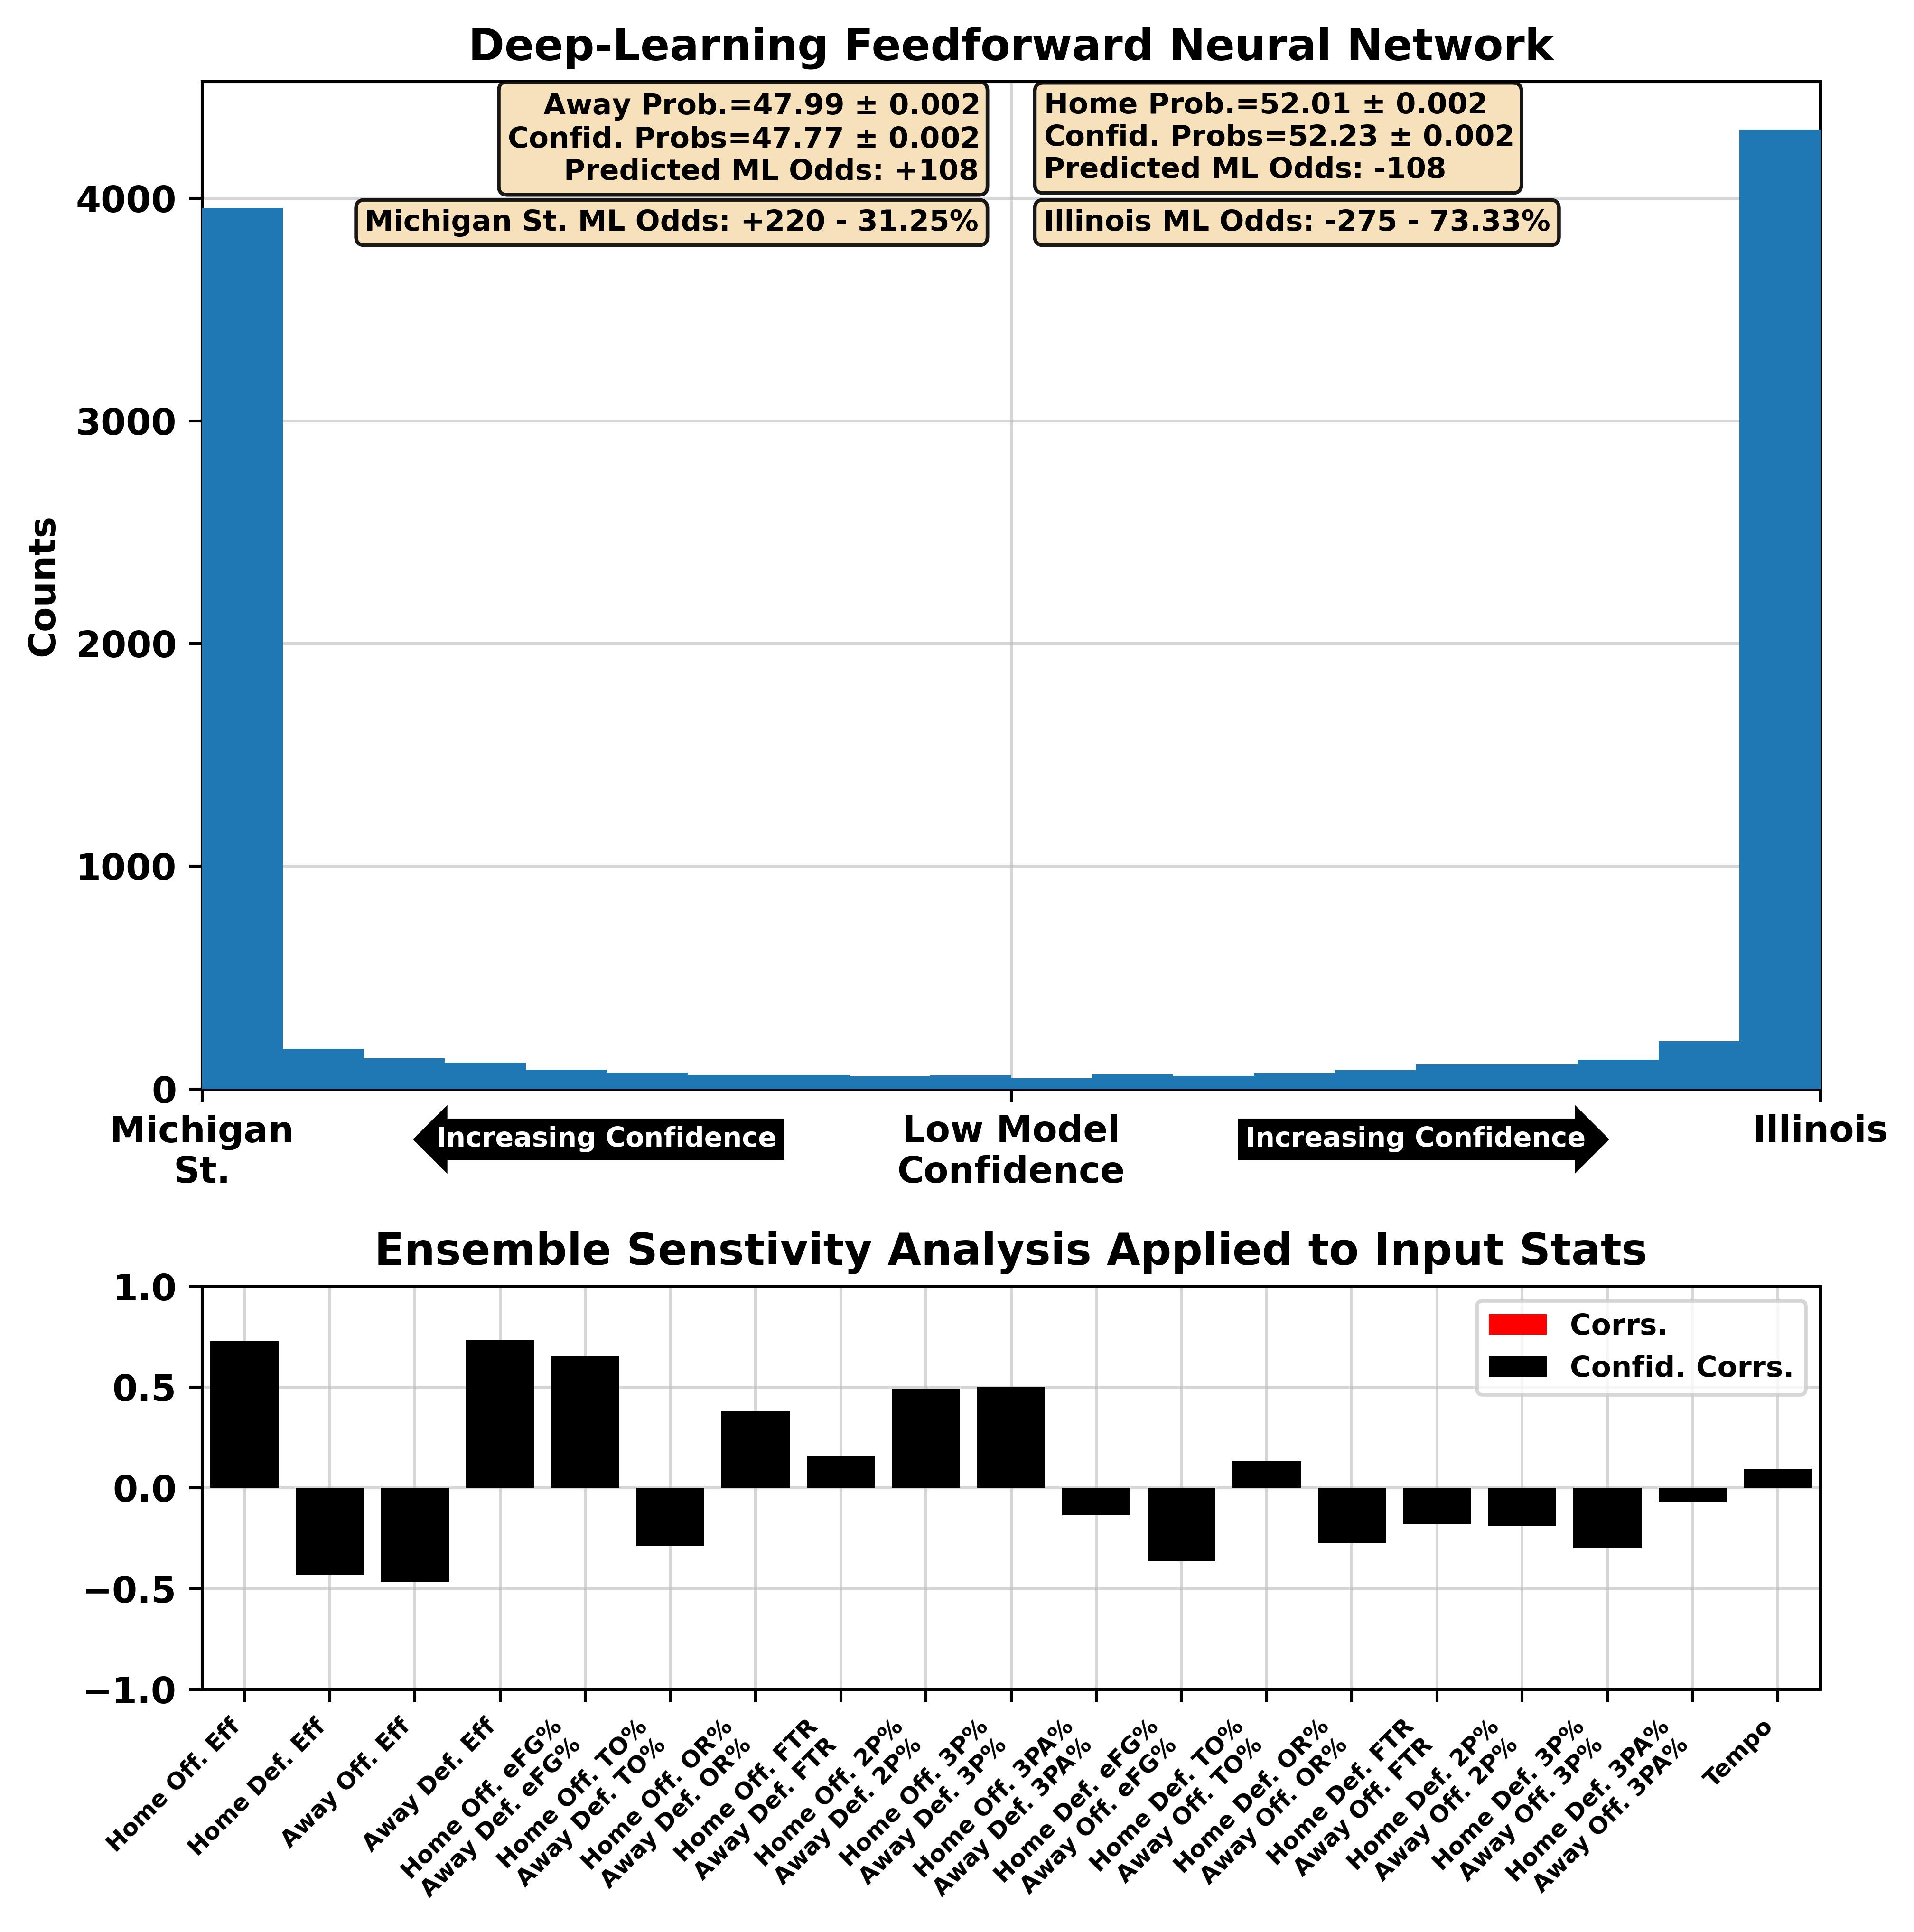 Deep-Learning Feedforward Neural Network
Away Prob.=47.99 ± 0.002
Confid. Probs=47.77 ± 0.002
Predicted ML Odds: +108
Home Prob.=52.01 ± 0.002
Confid. Probs=52.23 ± 0.002
Predicted ML Odds: -108
Michigan St. ML Odds: +220 - 31.25%
Illinois ML Odds: -275 - 73.33%
Counts
4000
3000
2000
1000
0
Michigan
St.
Increasing Confidence
Low Model
Confidence
Increasing Confidence
Illinois
Ensemble Senstivity Analysis Applied to Input Stats
1.0
0.5
0.0
−0.5
−1.0
Corrs.
Confid. Corrs.
Home Off. Eff
Home Def. Eff
Away Off. Eff
Away Def. Eff
Home Off. eFG%
Away Def. eFG%
Home Off. TO%
Away Def. TO%
Home Off. OR%
Away Def. OR%
Home Off. FTR
Away Def. FTR
Home Off. 2P%
Away Def. 2P%
Home Off. 3P%
Away Def. 3P%
Home Off. 3PA%
Away Def. 3PA%
Home Def. eFG%
Away Off. eFG%
Home Def. TO%
Away Off. TO%
Home Def. OR%
Away Off. OR%
Home Def. FTR
Away Off. FTR
Home Def. 2P%
Away Off. 2P%
Home Def. 3P%
Away Off. 3P%
Home Def. 3PA%
Away Off. 3PA%
Tempo